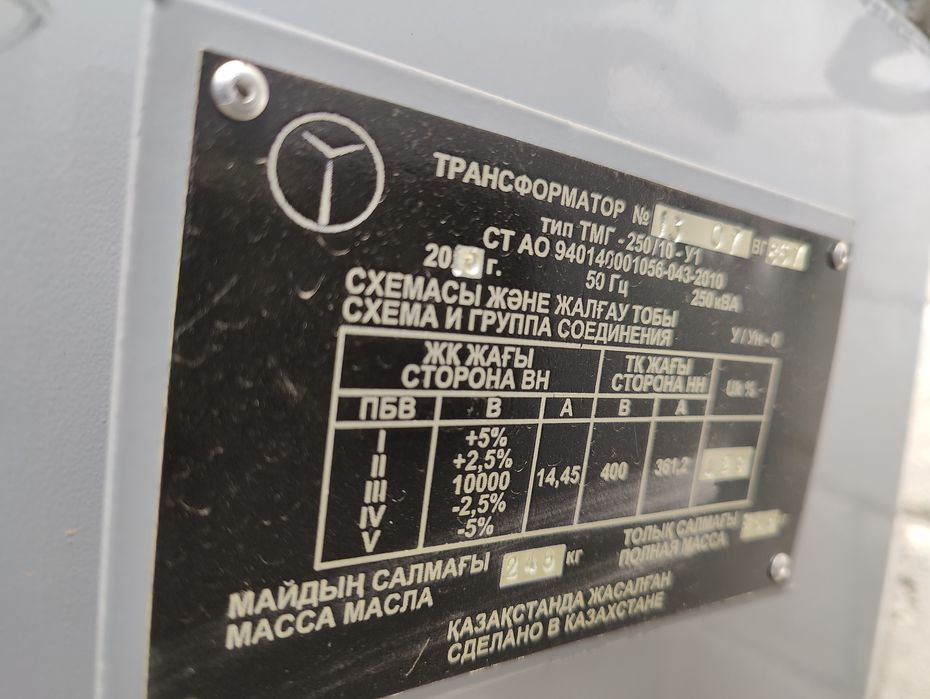 ТРАНСФОРМАТОР №
тип ТМГ - 250/10 - У1
СТ АО 940140001056-043-2010
г. 50 Гц 250 кВА
СХЕМАСЫ ЖӘНЕ ЖАЛҒАУ ТОБЫ
СХЕМА И ГРУППА СОЕДИНЕНИЯ У / Ун - 0
ЖК ЖАҒЫ ТК ЖАҒЫ
СТОРОНА ВН СТОРОНА НН Uk %
ПБВ В А В А
I +5%
II +2,5%
III 10000 14,45 400 361,2
IV -2,5%
V -5%
МАЙДЫҢ САЛМАҒЫ кг ТОЛЫҚ САЛМАҒЫ
МАССА МАСЛА ПОЛНАЯ МАССА
ҚАЗАҚСТАНДА ЖАСАЛҒАН
СДЕЛАНО В КАЗАХСТАНЕ